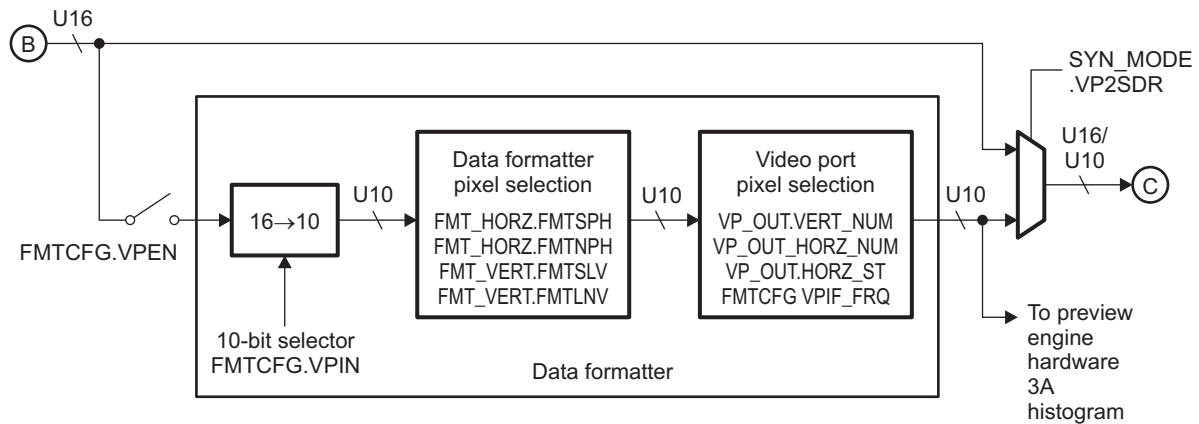 U16
B
SYN_MODE
.VP2SDR
Data formatter
pixel selection
FMT_HORZ.FMTSPH
FMT_HORZ.FMTNPH
FMT_VERT.FMTSLV
FMT_VERT.FMTLNV
Video port
pixel selection
VP_OUT.VERT_NUM
VP_OUT_HORZ_NUM
VP_OUT.HORZ_ST
FMTCFG VPIF_FRQ
U16/
U10
C
U10
U10
U10
16→10
FMTCFG.VPEN
10-bit selector
FMTCFG.VPIN
Data formatter
To preview
engine
hardware
3A
histogram